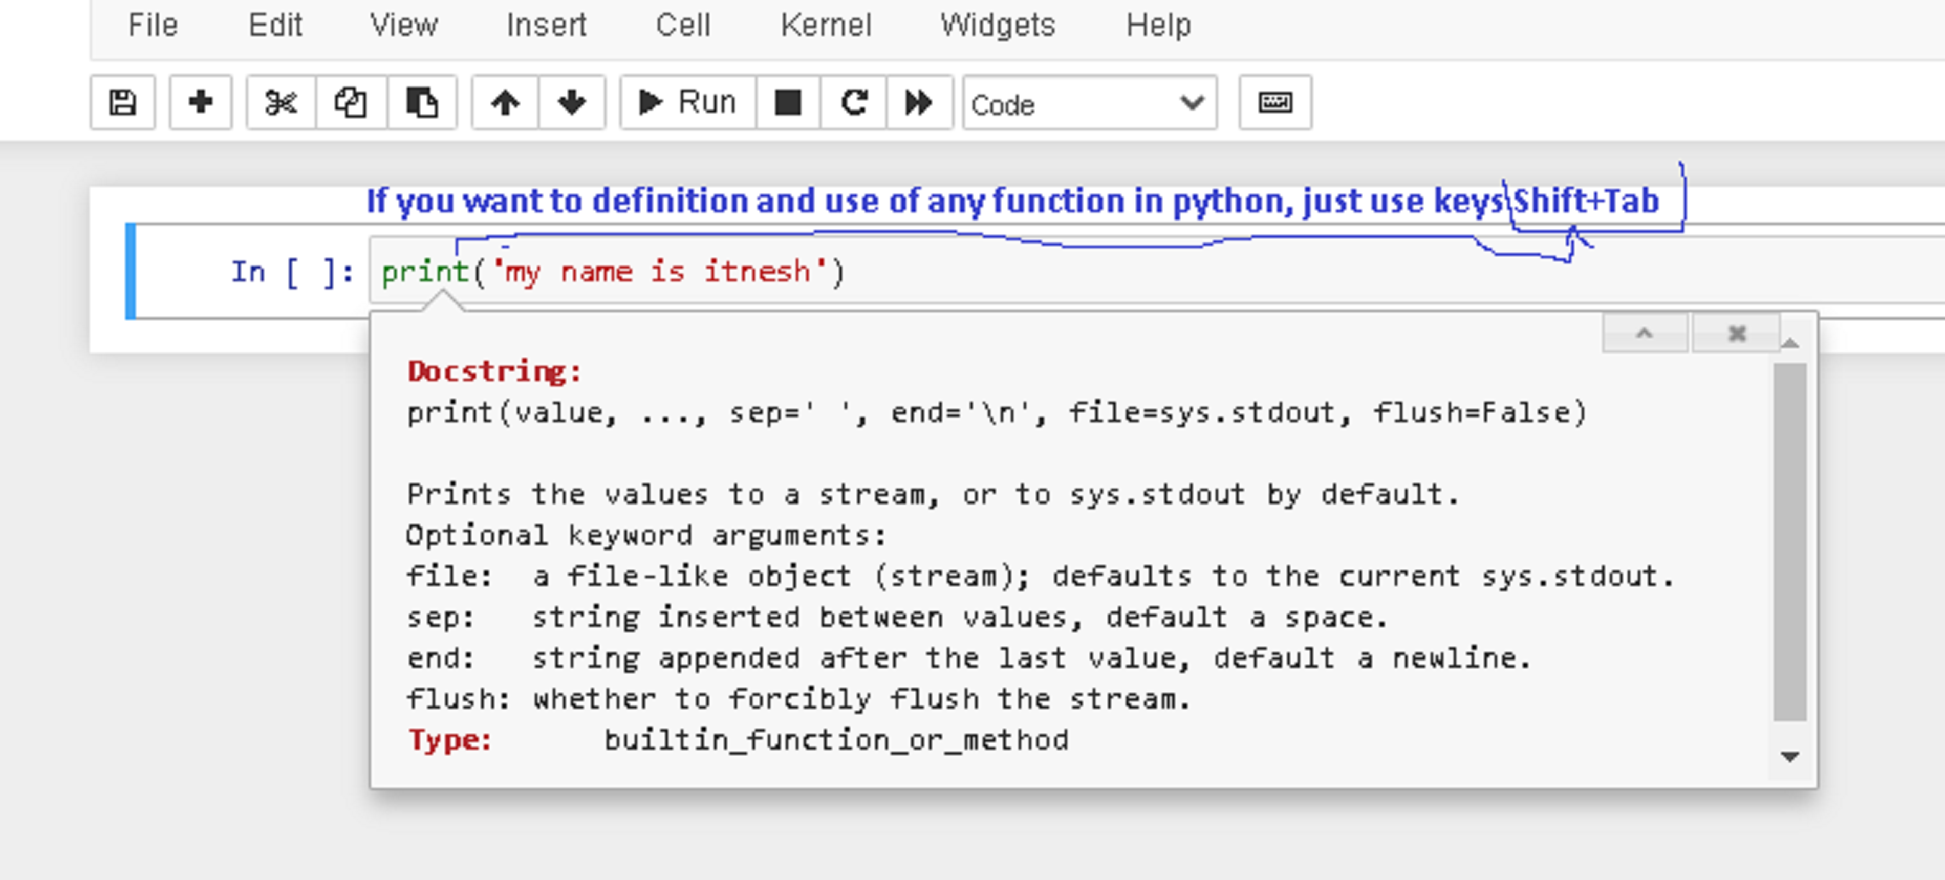 File Edit View Insert Cell Kernel Widgets Help
Run Code
If you want to definition and use of any function in python, just use keys Shift+Tab
In [ ]: print('my name is itnesh')
Docstring:
print(value, ..., sep=' ', end='\n', file=sys.stdout, flush=False)
Prints the values to a stream, or to sys.stdout by default.
Optional keyword arguments:
file:  a file-like object (stream); defaults to the current sys.stdout.
sep:   string inserted between values, default a space.
end:   string appended after the last value, default a newline.
flush: whether to forcibly flush the stream.
Type:      builtin_function_or_method